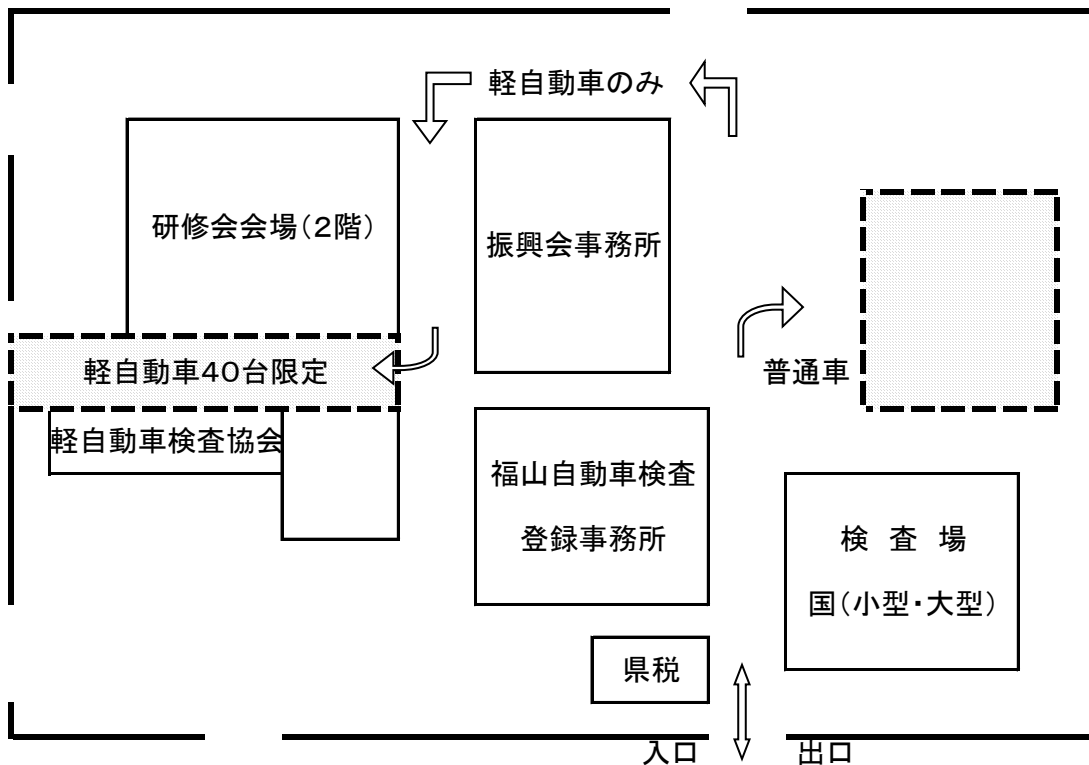 軽自動車のみ
研修会会場（２階）
振興会事務所
軽自動車４０台限定
普通車
軽自動車検査協会
福山自動車検査
登録事務所
検 査 場
国（小型・大型）
県税
入口
出口